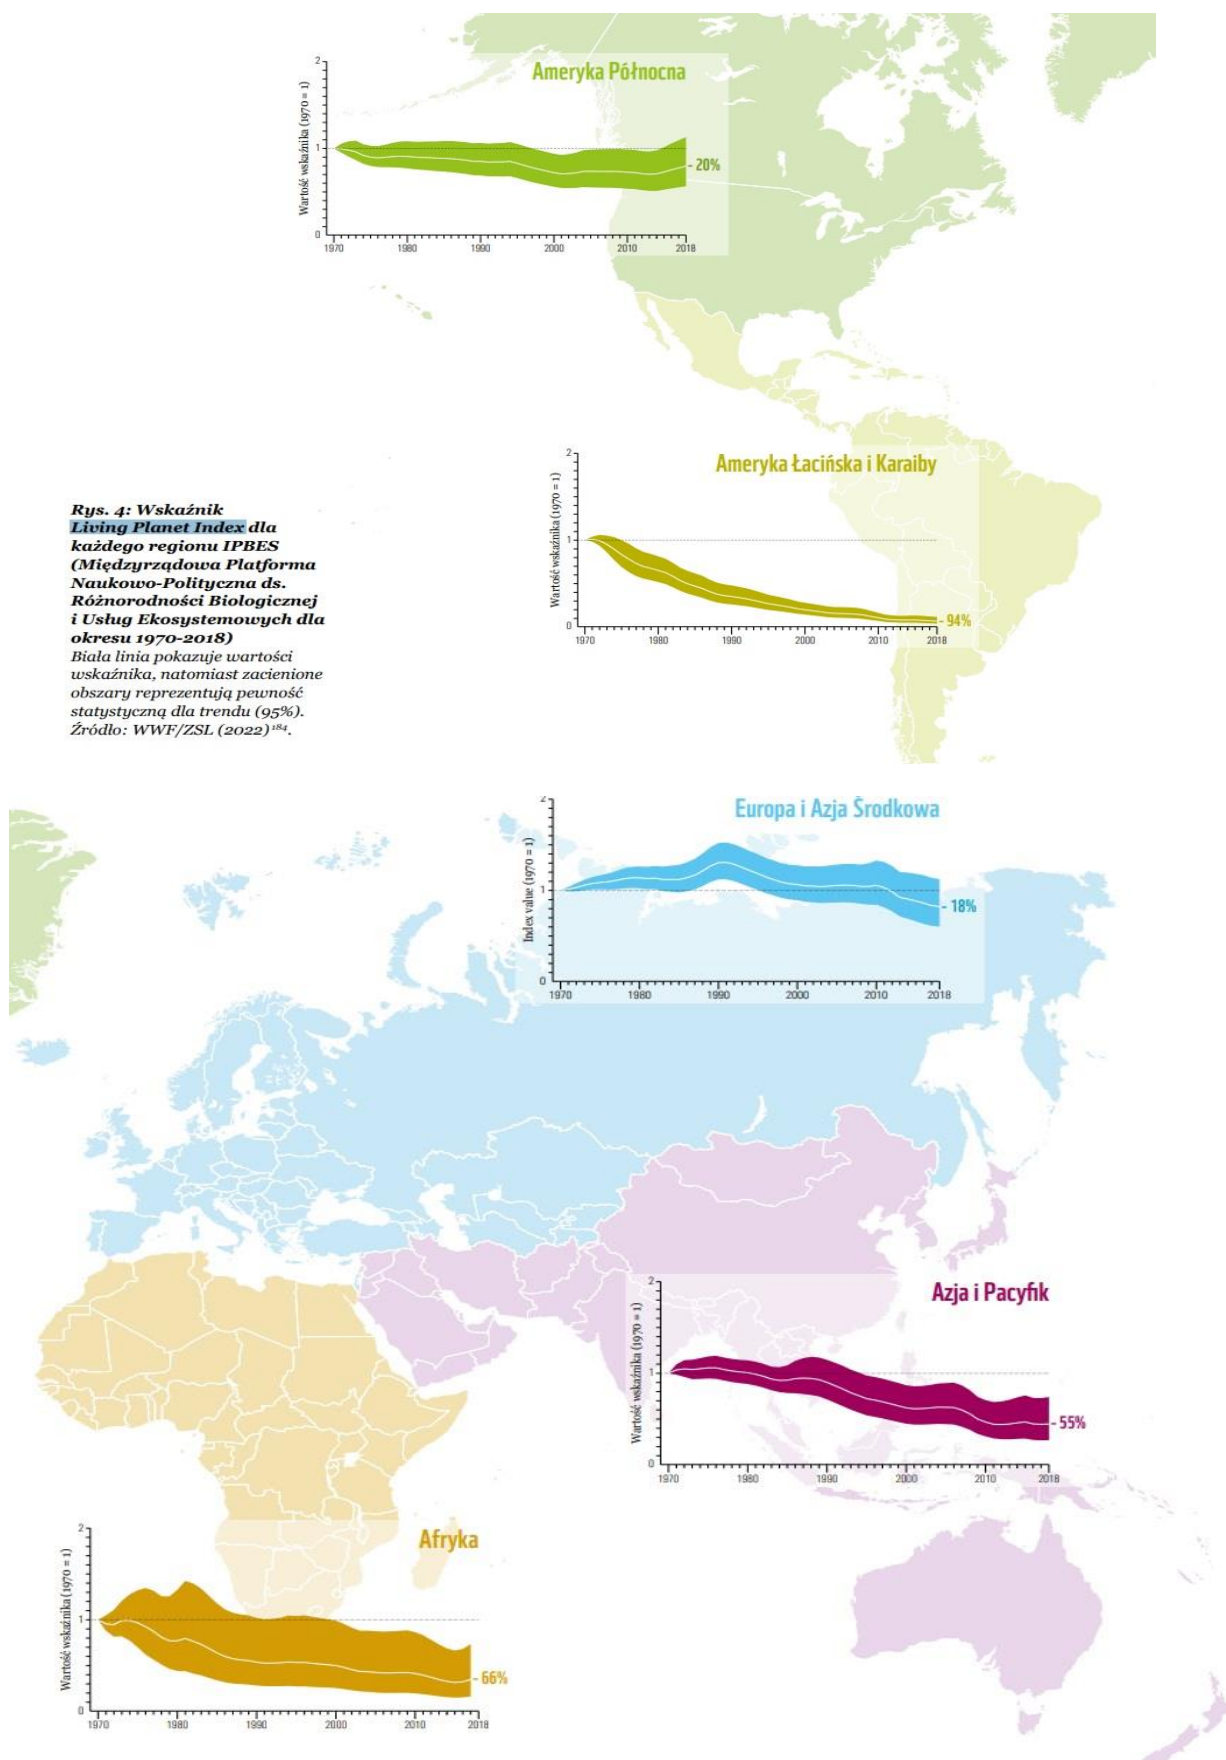 Ameryka Północna
Wartość wskaźnika (1970 = 1)
2
1
0
- 20%
1970 1980 1990 2000 2010 2018
Ameryka Łacińska i Karaiby
Wartość wskaźnika (1970 = 1)
2
1
0
- 94%
1970 1980 1990 2000 2010 2018
Rys. 4: Wskaźnik
Living Planet Index dla
każdego regionu IPBES
(Międzyrządowa Platforma
Naukowo-Polityczna ds.
Różnorodności Biologicznej
i Usług Ekosystemowych dla
okresu 1970-2018)
Biała linia pokazuje wartości
wskaźnika, natomiast zacienione
obszary reprezentują pewność
statystyczną dla trendu (95%).
Źródło: WWF/ZSL (2022)¹⁸⁴.
Europa i Azja Środkowa
Index value (1970 = 1)
2
1
0
- 18%
1970 1980 1990 2000 2010 2018
Azja i Pacyfik
Wartość wskaźnika (1970 = 1)
2
1
0
- 55%
1970 1980 1990 2000 2010 2018
Afryka
Wartość wskaźnika (1970 = 1)
2
1
0
- 66%
1970 1980 1990 2000 2010 2018